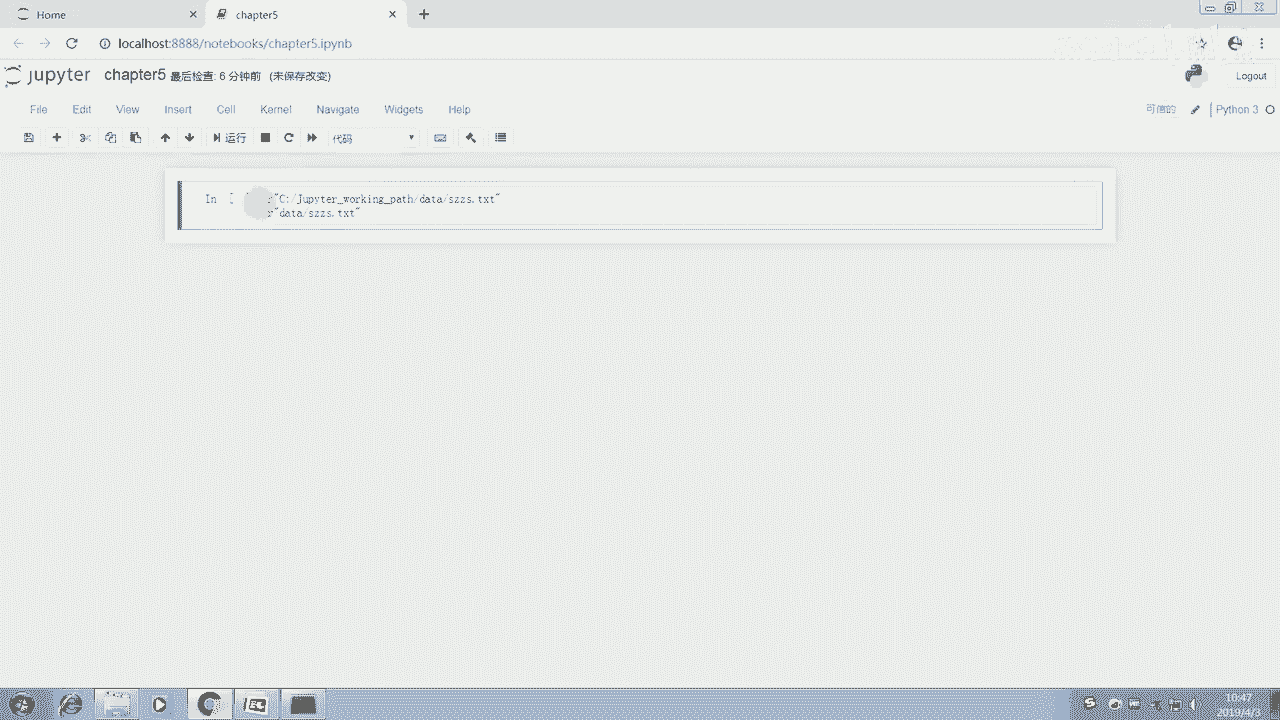 Home
chapter5
localhost:8888/notebooks/chapter5.ipynb
jupyter chapter5 最后检查: 6 分钟前 (未保存改变)
Logout
File Edit View Insert Cell Kernel Navigate Widgets Help
可信的 Python 3
运行 代码
In [ "C:/Jupyter_working_path/data/szzs.txt"
r"data/szzs.txt"
10:47
2019/4/3